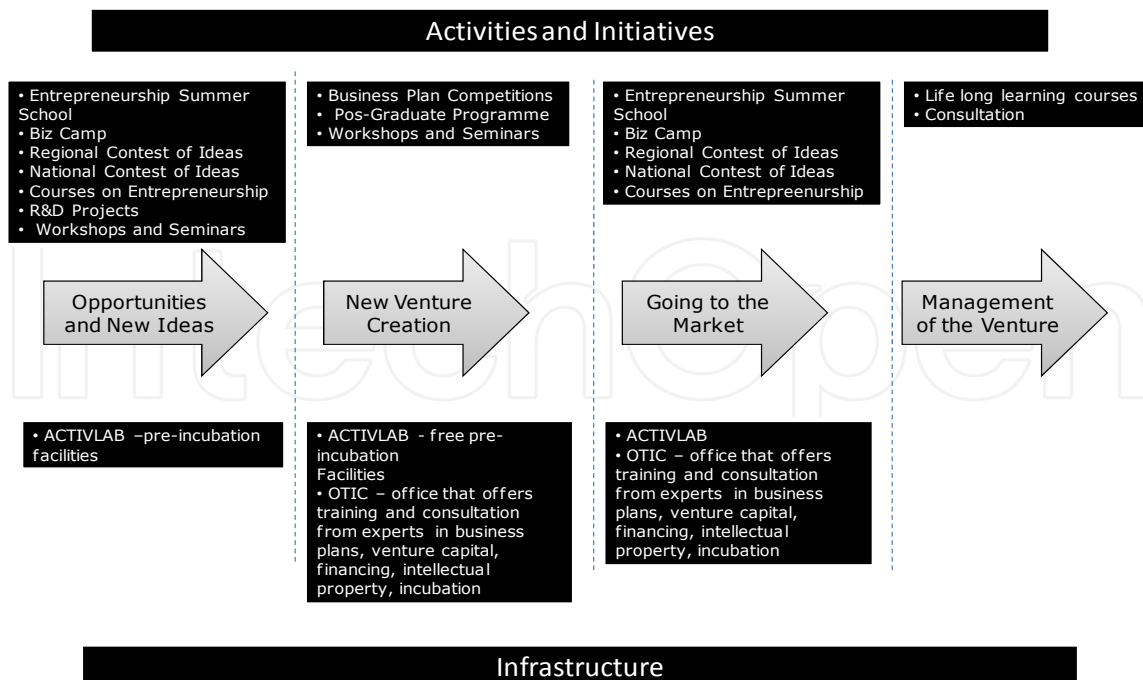 Activities and Initiatives
• Entrepreneurship Summer
School
• Biz Camp
• Regional Contest of Ideas
• National Contest of Ideas
• Courses on Entrepreneurship
• R&D Projects
• Workshops and Seminars
• Business Plan Competitions
• Pos-Graduate Programme
• Workshops and Seminars
• Entrepreneurship Summer
School
• Biz Camp
• Regional Contest of Ideas
• National Contest of Ideas
• Courses on Entrepreenurship
• Life long learning courses
• Consultation
Opportunities
and New Ideas
New Venture
Creation
Going to the
Market
Management
of the Venture
IntechOpen
• ACTIVLAB –pre-incubation
facilities
• ACTIVLAB - free pre-
incubation
Facilities
• OTIC – office that offers
training and consultation
from experts in business
plans, venture capital,
financing, intellectual
property, incubation
• ACTIVLAB
• OTIC – office that offers
training and consultation
from experts in business
plans, venture capital,
financing, intellectual
property, incubation
Infrastructure